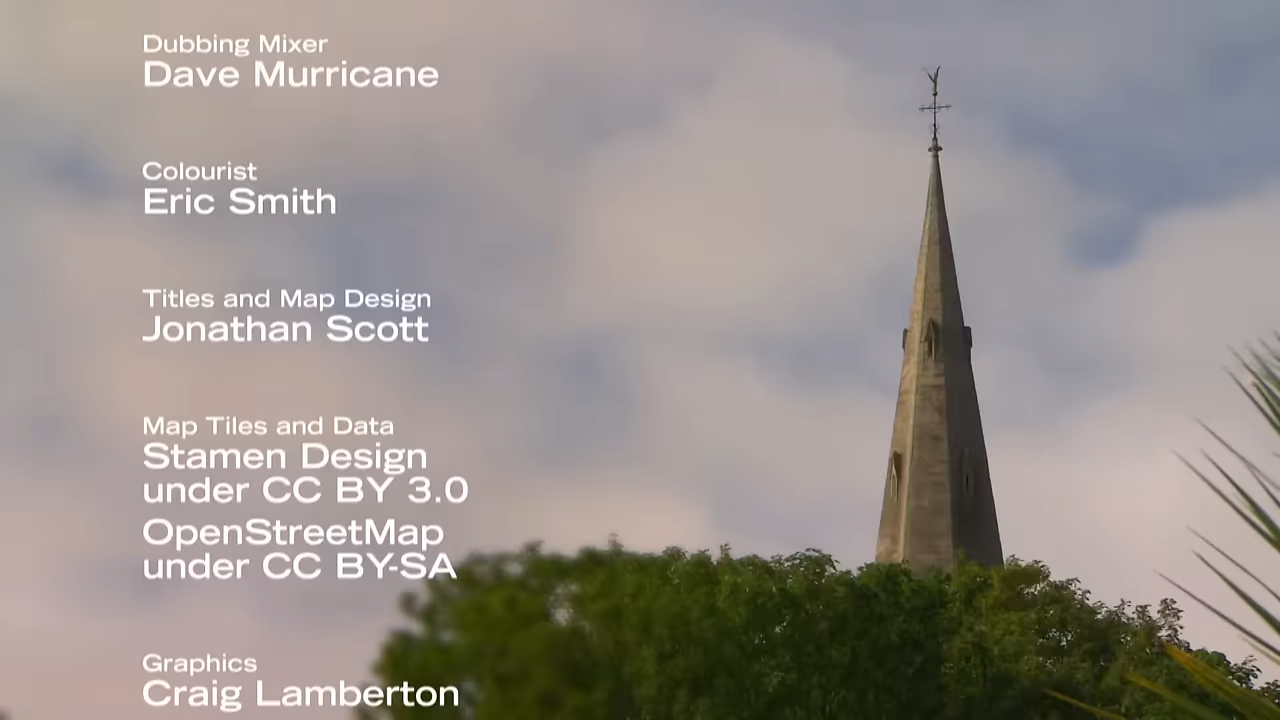 Dubbing Mixer
Dave Murricane
Colourist
Eric Smith
Titles and Map Design
Jonathan Scott
Map Tiles and Data
Stamen Design
under CC BY 3.0
OpenStreetMap
under CC BY-SA
Graphics
Craig Lamberton